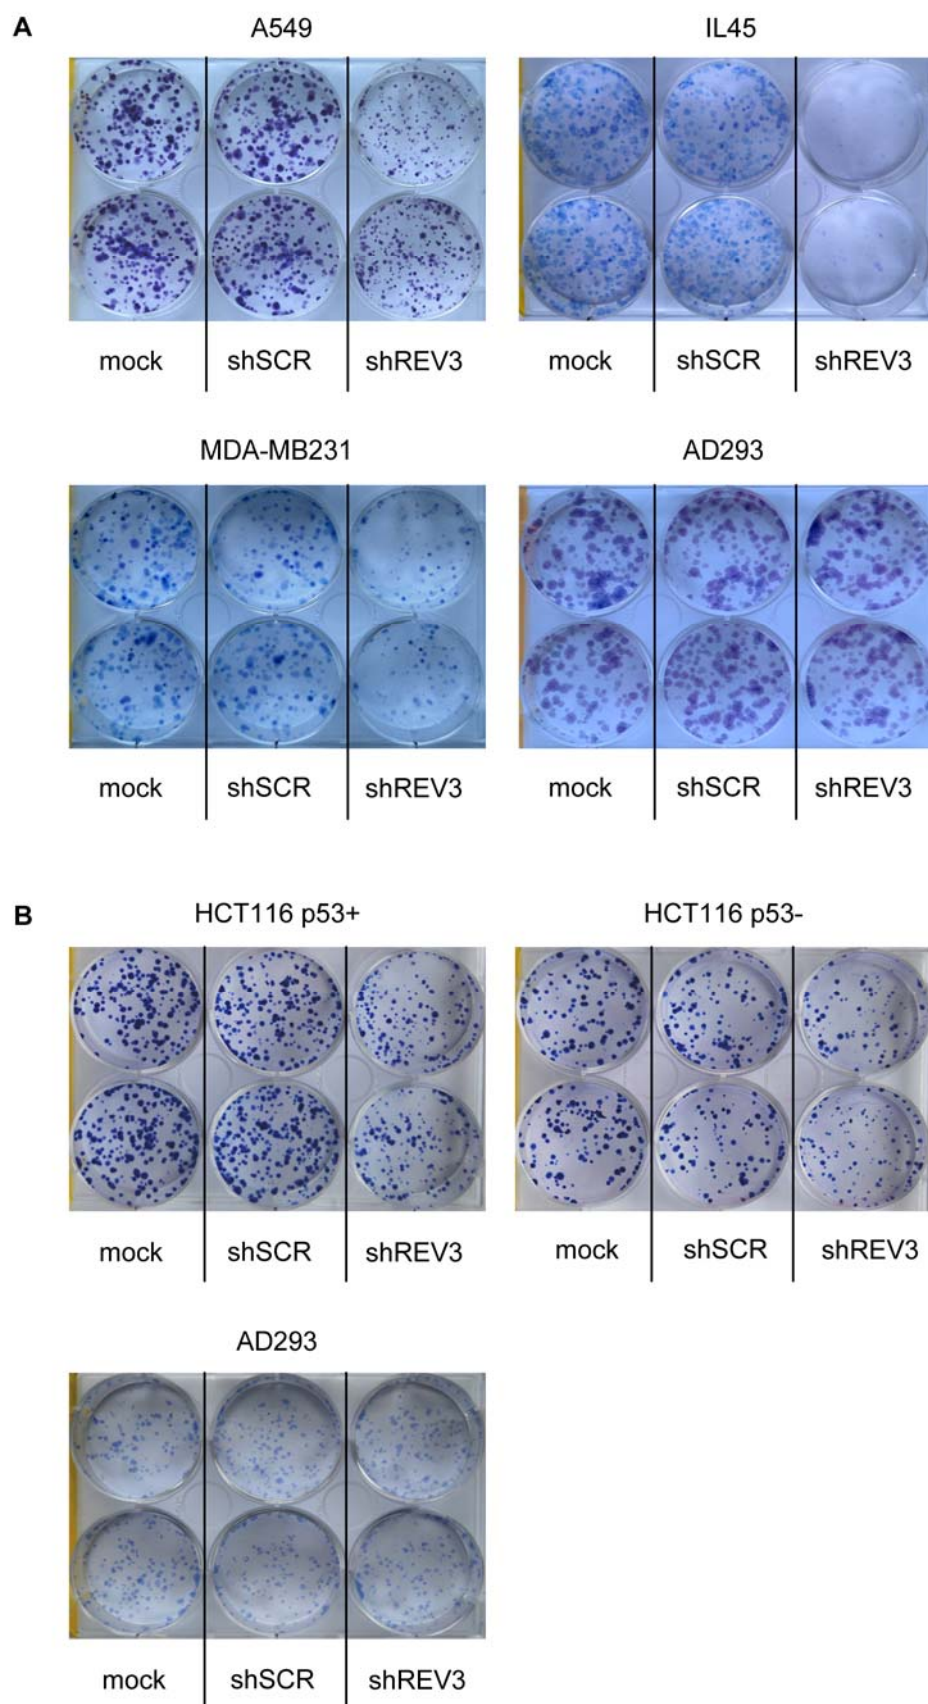 A
A549 IL45
mock shSCR shREV3 mock shSCR shREV3
MDA-MB231 AD293
mock shSCR shREV3 mock shSCR shREV3
B
HCT116 p53+ HCT116 p53-
mock shSCR shREV3 mock shSCR shREV3
AD293
mock shSCR shREV3